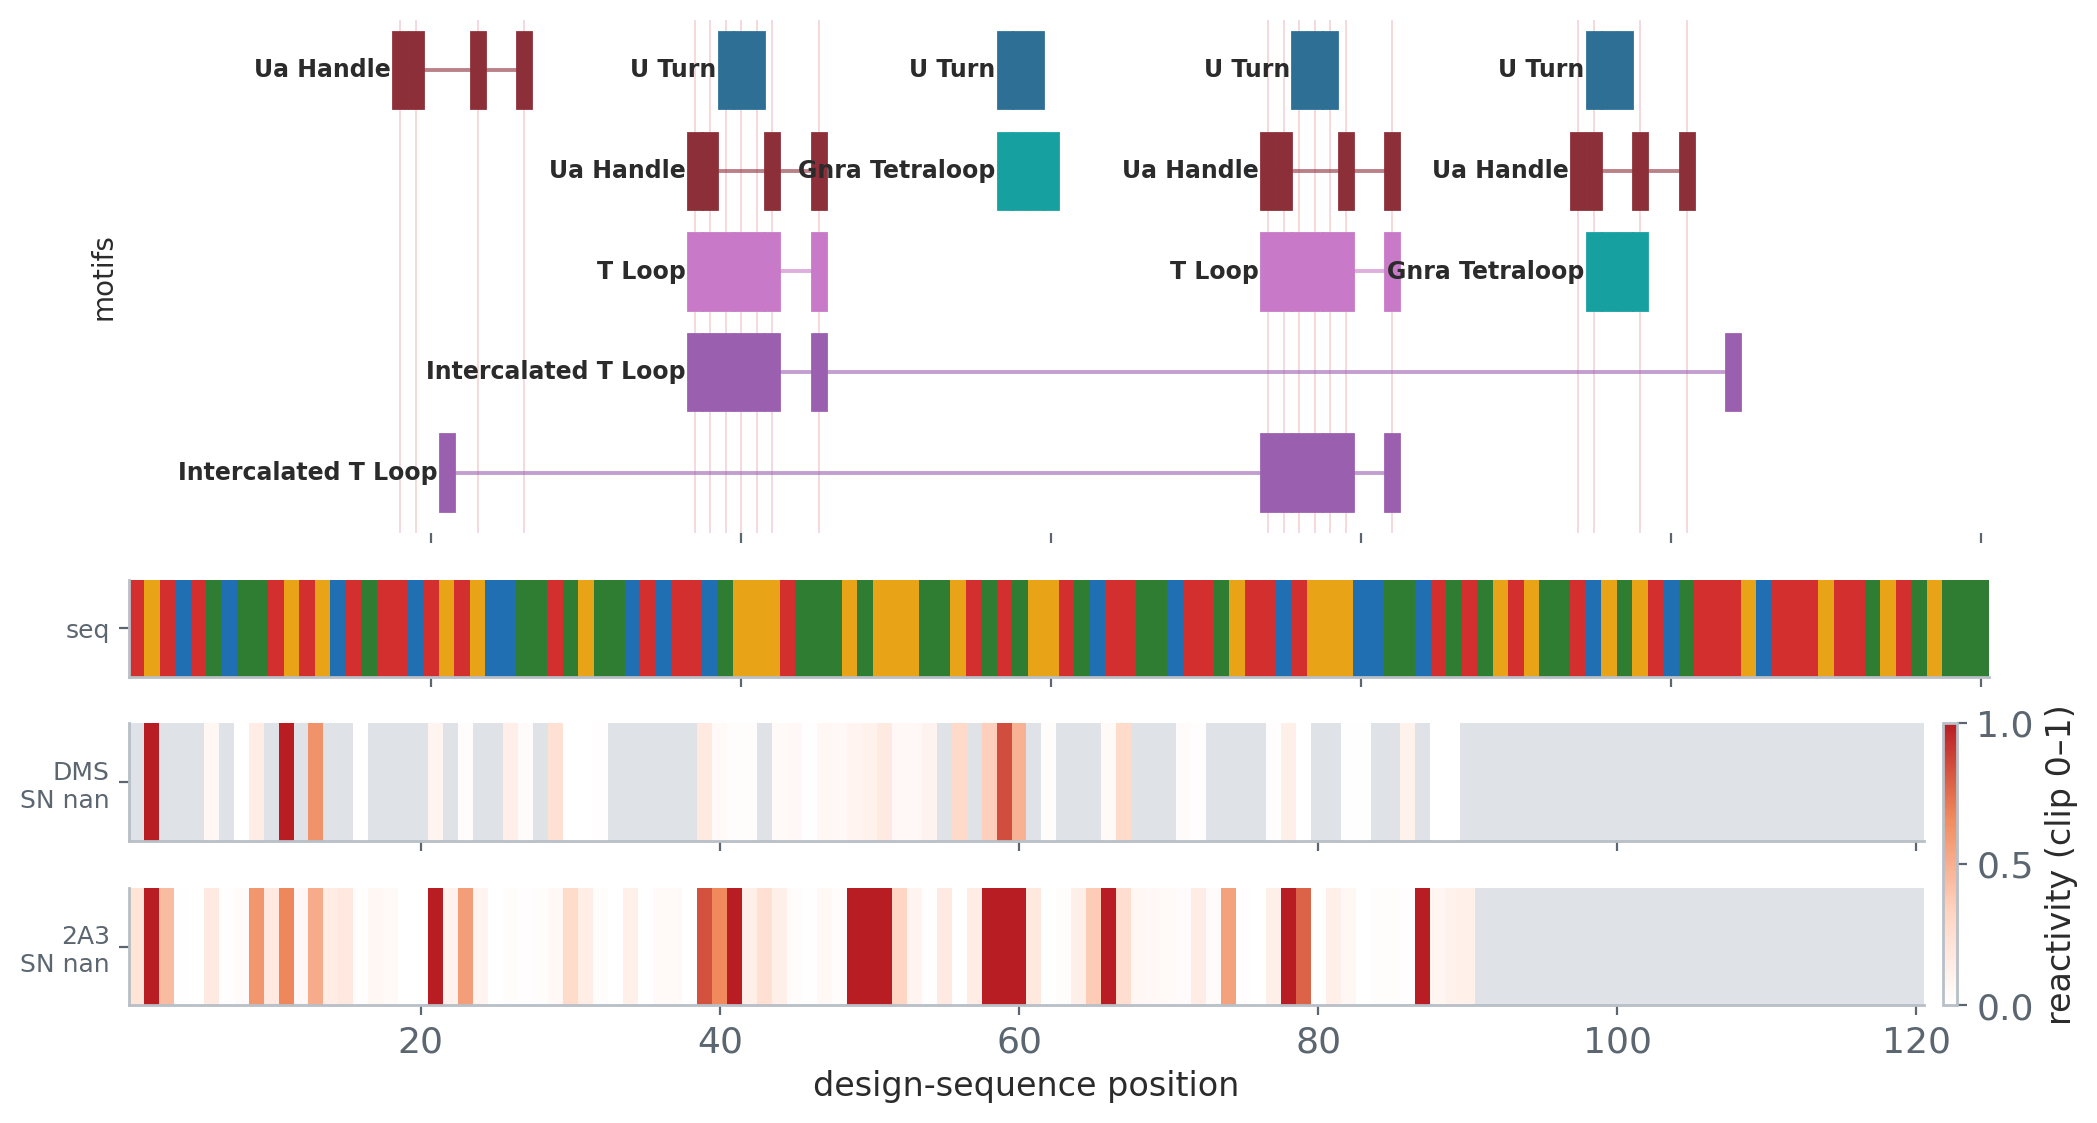 Ua Handle
U Turn
U Turn
U Turn
U Turn
Ua Handle
Gnra Tetraloop
Ua Handle
Ua Handle
T Loop
T Loop
Gnra Tetraloop
Intercalated T Loop
Intercalated T Loop
motifs
seq
DMS
SN nan
2A3
SN nan
1.0
0.5
0.0
reactivity (clip 0–1)
20
40
60
80
100
120
design-sequence position